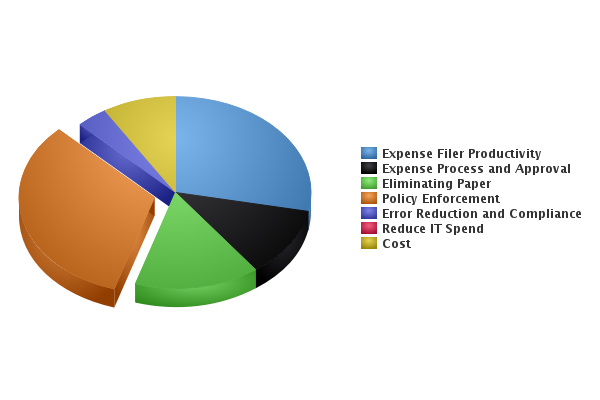 Expense Filer Productivity
Expense Process and Approval
Eliminating Paper
Policy Enforcement
Error Reduction and Compliance
Reduce IT Spend
Cost